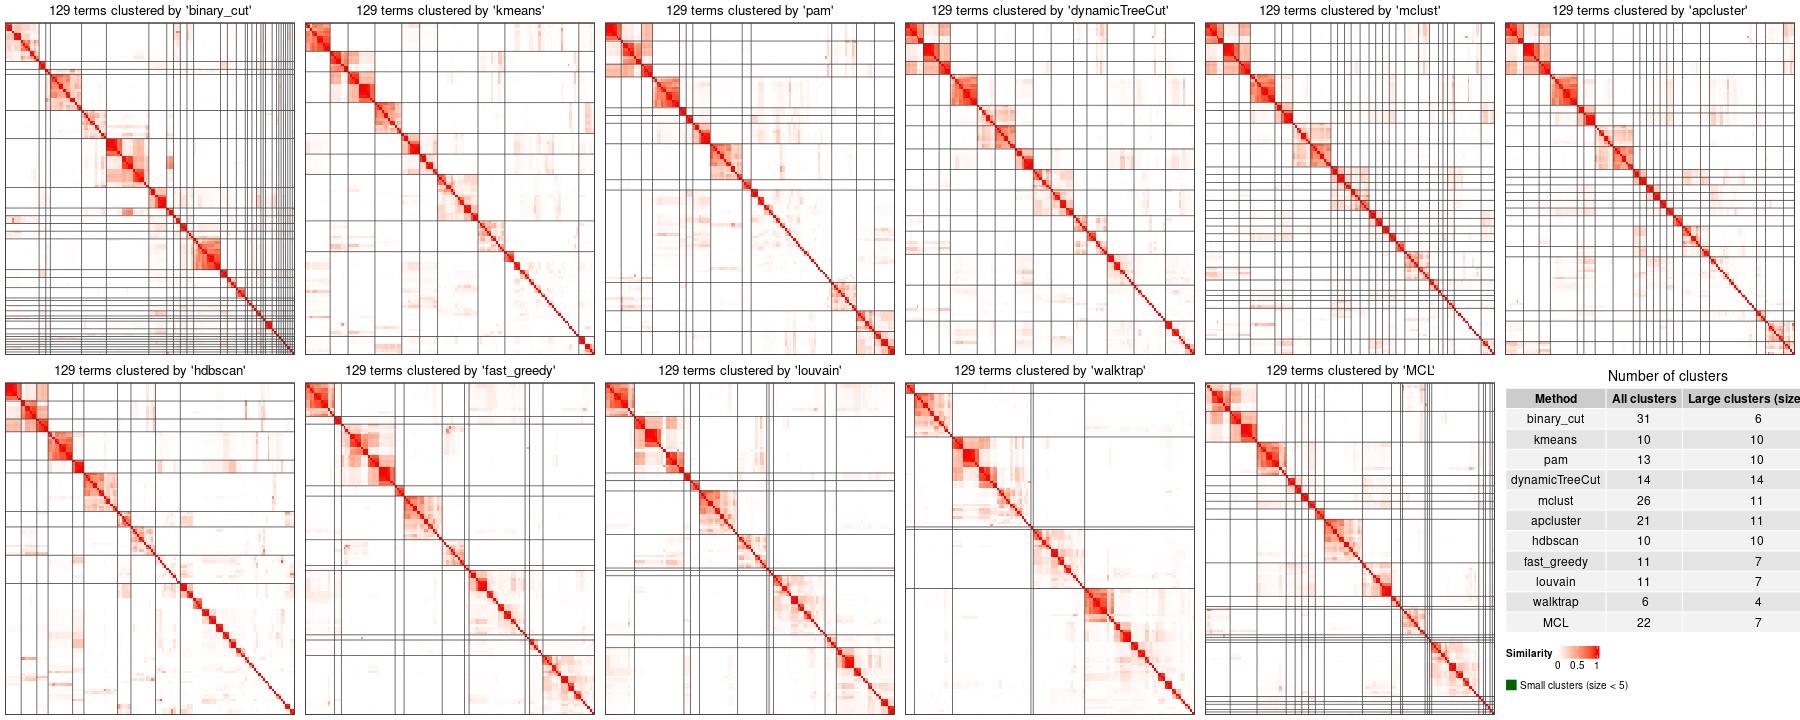 129 terms clustered by 'binary_cut'
129 terms clustered by 'kmeans'
129 terms clustered by 'pam'
129 terms clustered by 'dynamicTreeCut'
129 terms clustered by 'mclust'
129 terms clustered by 'apcluster'
129 terms clustered by 'hdbscan'
129 terms clustered by 'fast_greedy'
129 terms clustered by 'louvain'
129 terms clustered by 'walktrap'
129 terms clustered by 'MCL'
Number of clusters
Method All clusters Large clusters (size
binary_cut 31 6
kmeans 10 10
pam 13 10
dynamicTreeCut 14 14
mclust 26 11
apcluster 21 11
hdbscan 10 10
fast_greedy 11 7
louvain 11 7
walktrap 6 4
MCL 22 7
Similarity
0 0.5 1
Small clusters (size < 5)